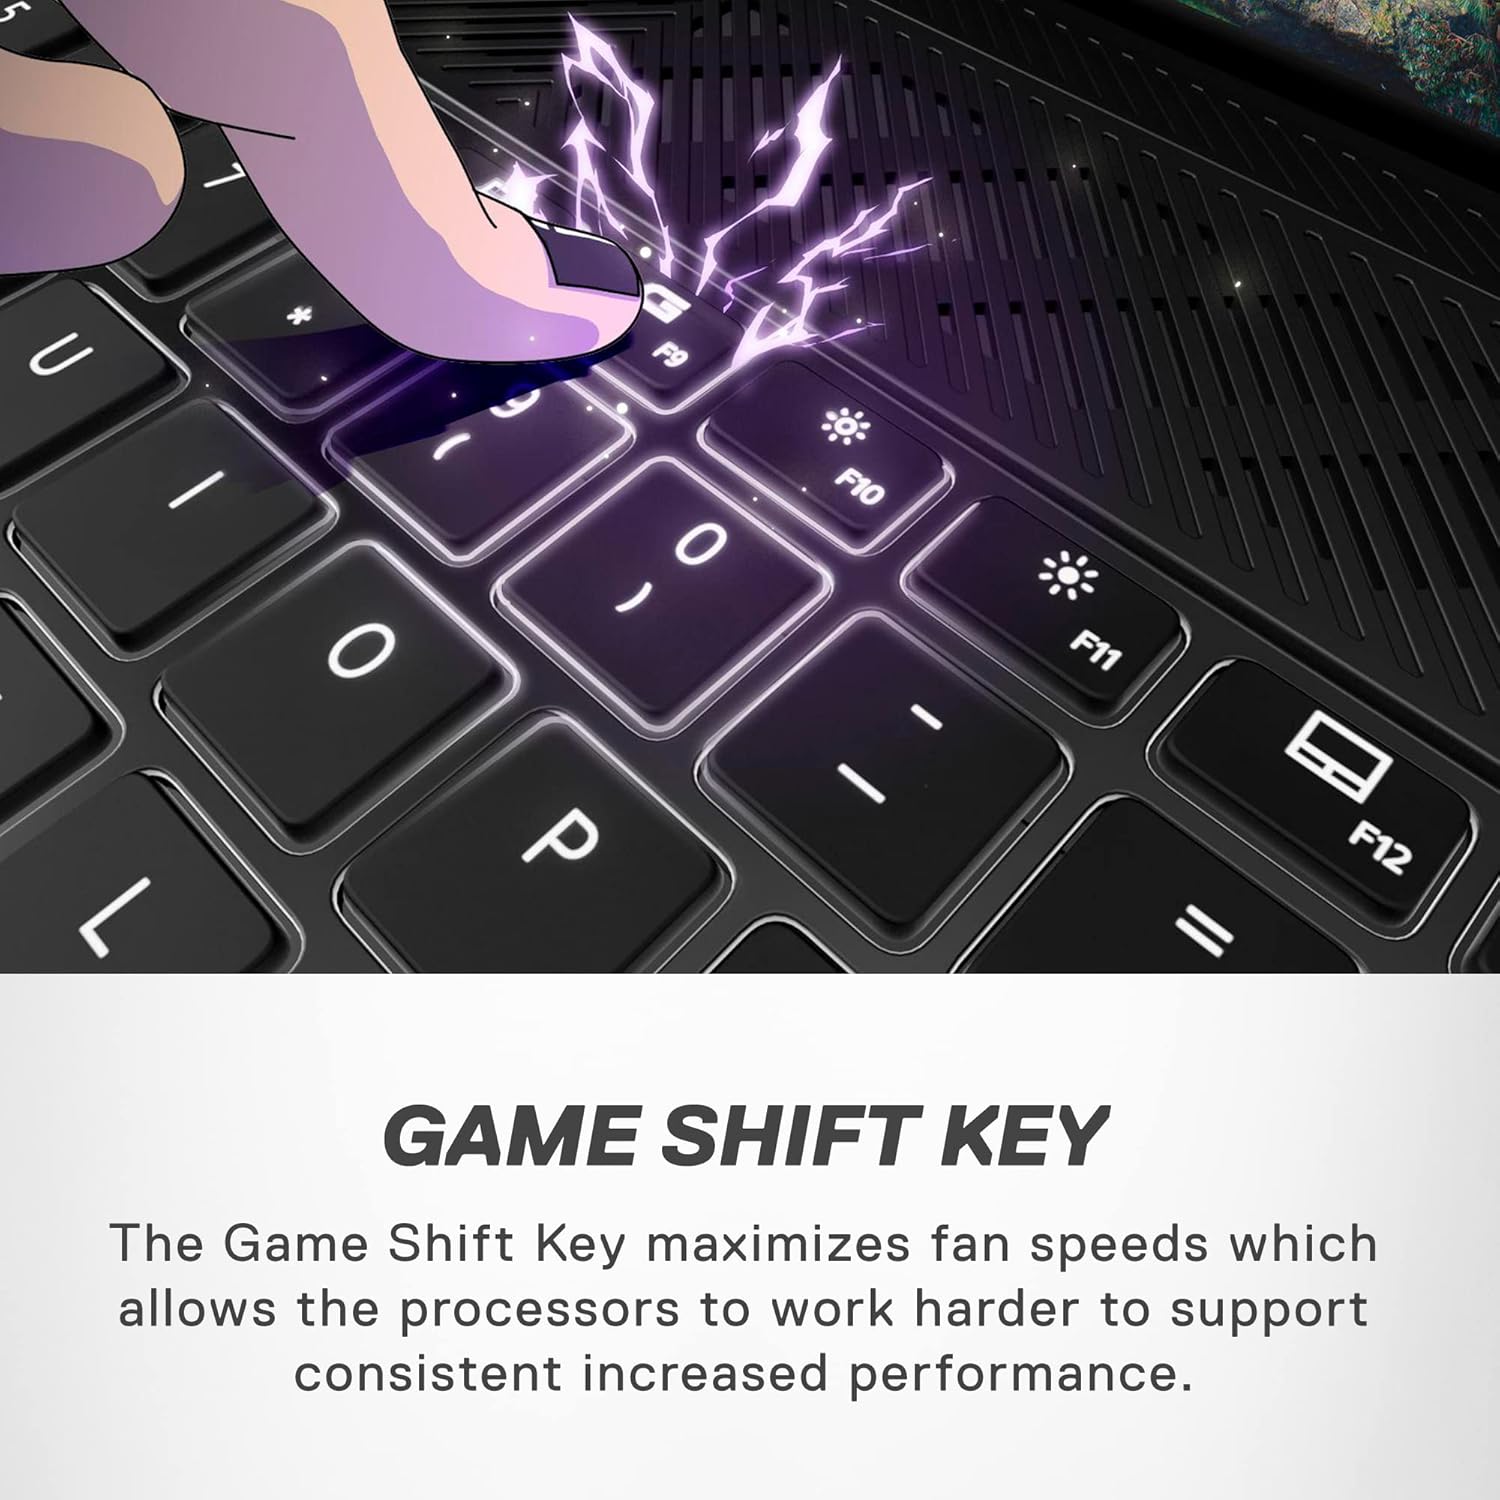 5
7
G
F9
U
*
9
(
F10
I
0
)
F11
O
-
F12
P
=
L
GAME SHIFT KEY
The Game Shift Key maximizes fan speeds which
allows the processors to work harder to support
consistent increased performance.